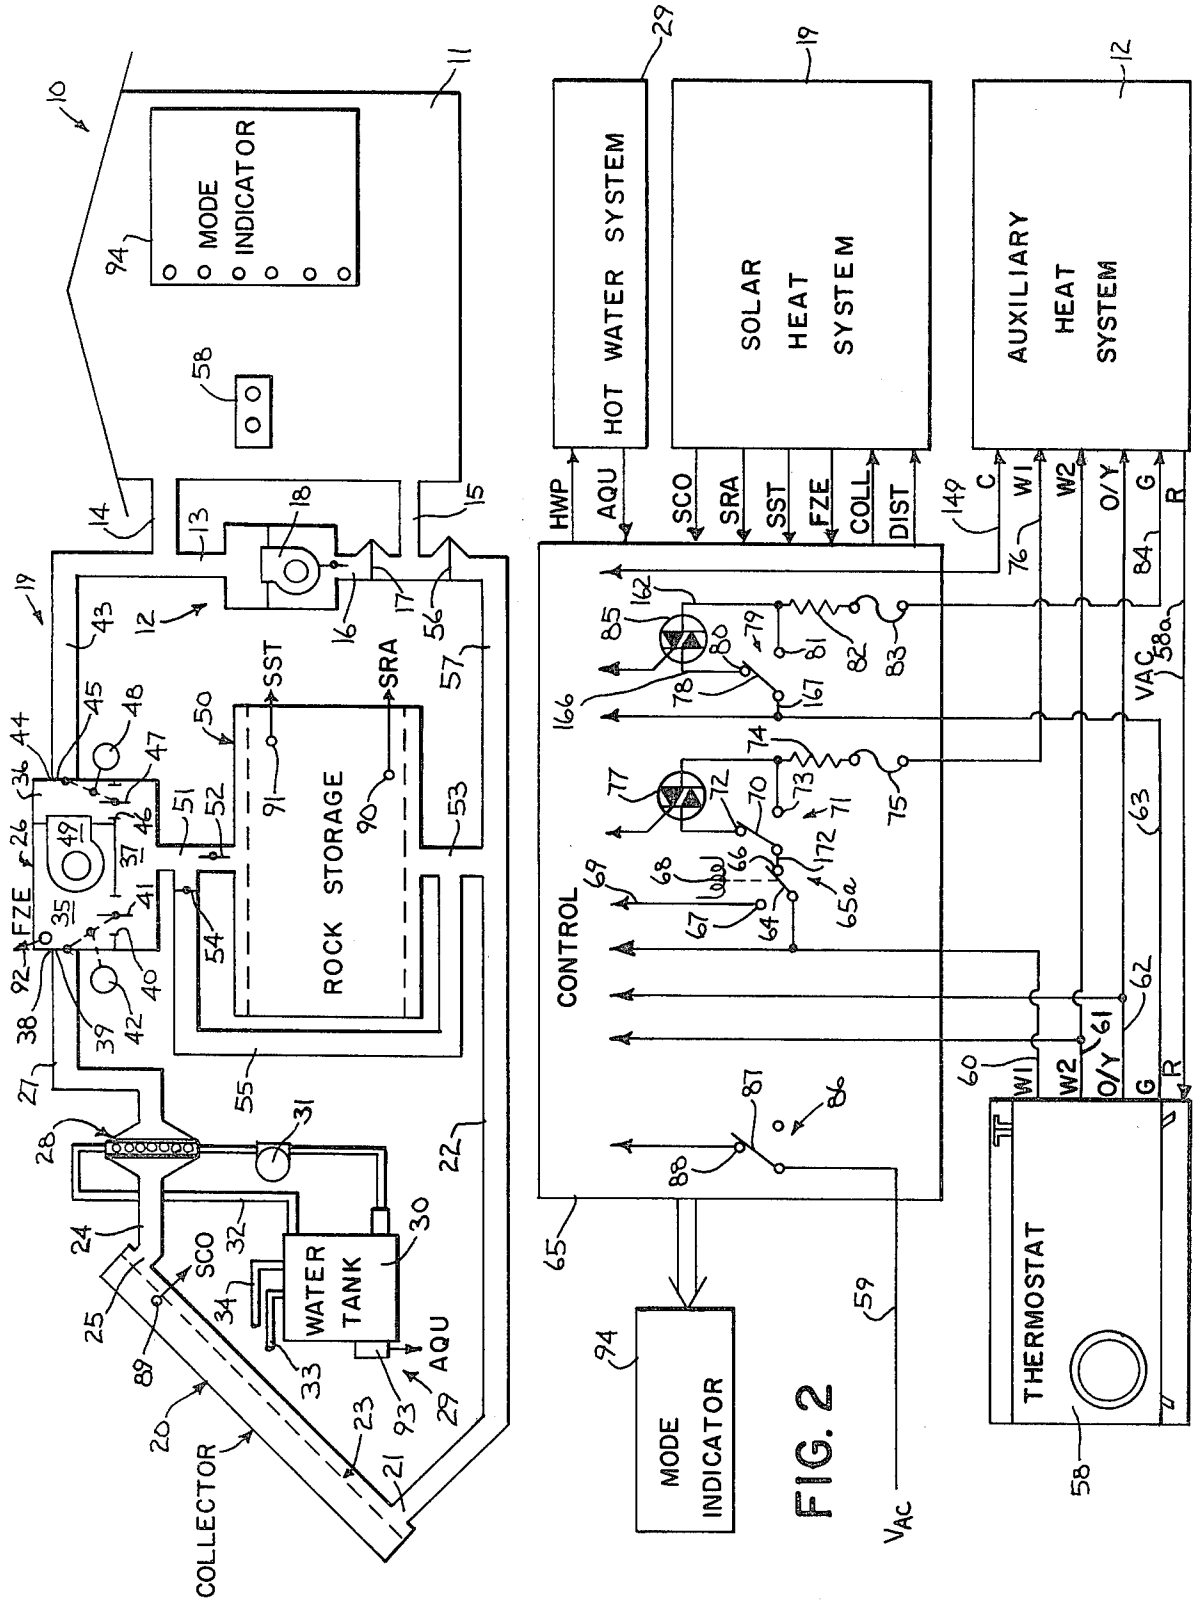 10
11
94
MODE
INDICATOR
58
14
15
13
18
12
16
17
56
57
19
43
44
45
36
48
47
46
26
49
37
35
FZE
92
38
39
40
41
42
27
51
52
53
54
55
50
SST
91
SRA
90
ROCK STORAGE
28
31
22
24
25
32
34
33
30
WATER
TANK
SCO
89
AQU
93
29
20
23
21
COLLECTOR
29
HOT WATER SYSTEM
HWP
AQU
19
SOLAR
HEAT
SYSTEM
SCO
SRA
SST
FZE
COLL
DIST
12
AUXILIARY
HEAT
SYSTEM
149
C
76
W1
W2
O/Y
84
G
R
58a
VAC
CONTROL
162
85
80
79
81
82
83
166
78
167
77
74
72
70
73
71
75
172
66
68
69
67
64
65a
63
62
61
60
W1
W2
O/Y
G
R
87
86
88
65
94
MODE
INDICATOR
59
VAC
THERMOSTAT
58
FIG. 2